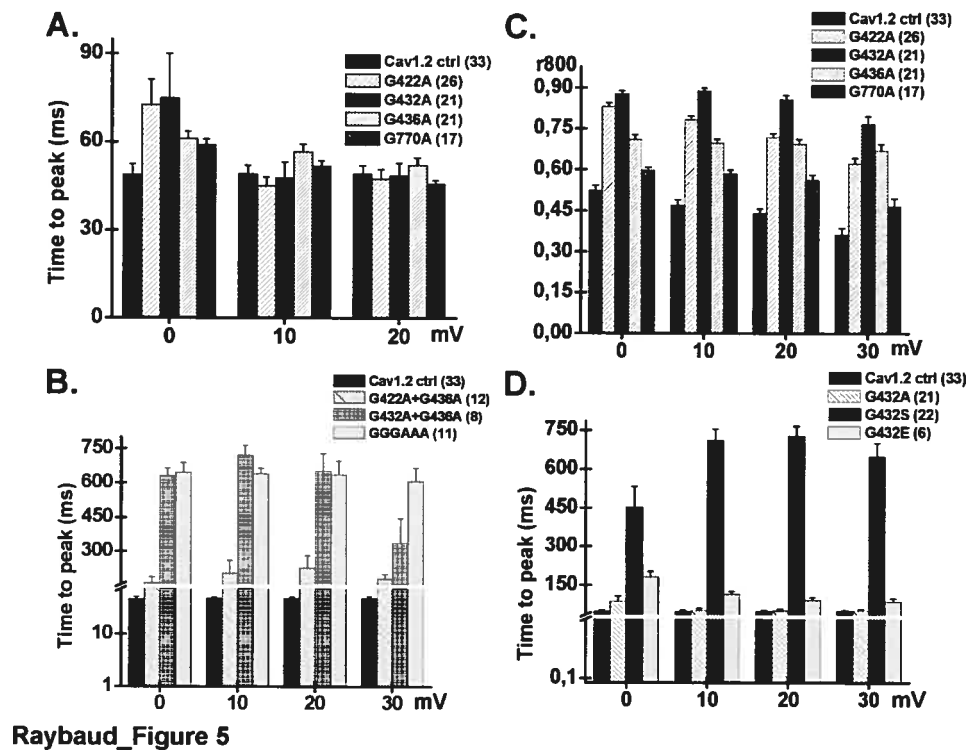 A.
Time to peak (ms)
90
60
30
0
Cav1.2 ctrl (33)
G422A (26)
G432A (21)
G436A (21)
G770A (17)
0 10 20 mV
C.
r800
0,90
0,75
0,60
0,45
0,30
0,15
0,00
Cav1.2 ctrl (33)
G422A (26)
G432A (21)
G436A (21)
G770A (17)
0 10 20 30 mV
B.
Time to peak (ms)
750
600
450
300
10
1
Cav1.2 ctrl (33)
G422A+G436A (12)
G432A+G436A (8)
GGGAAA (11)
0 10 20 30 mV
D.
Time to peak (ms)
750
600
450
300
150
0,1
Cav1.2 ctrl (33)
G432A (21)
G432S (22)
G432E (6)
0 10 20 30 mV
Raybaud_Figure 5